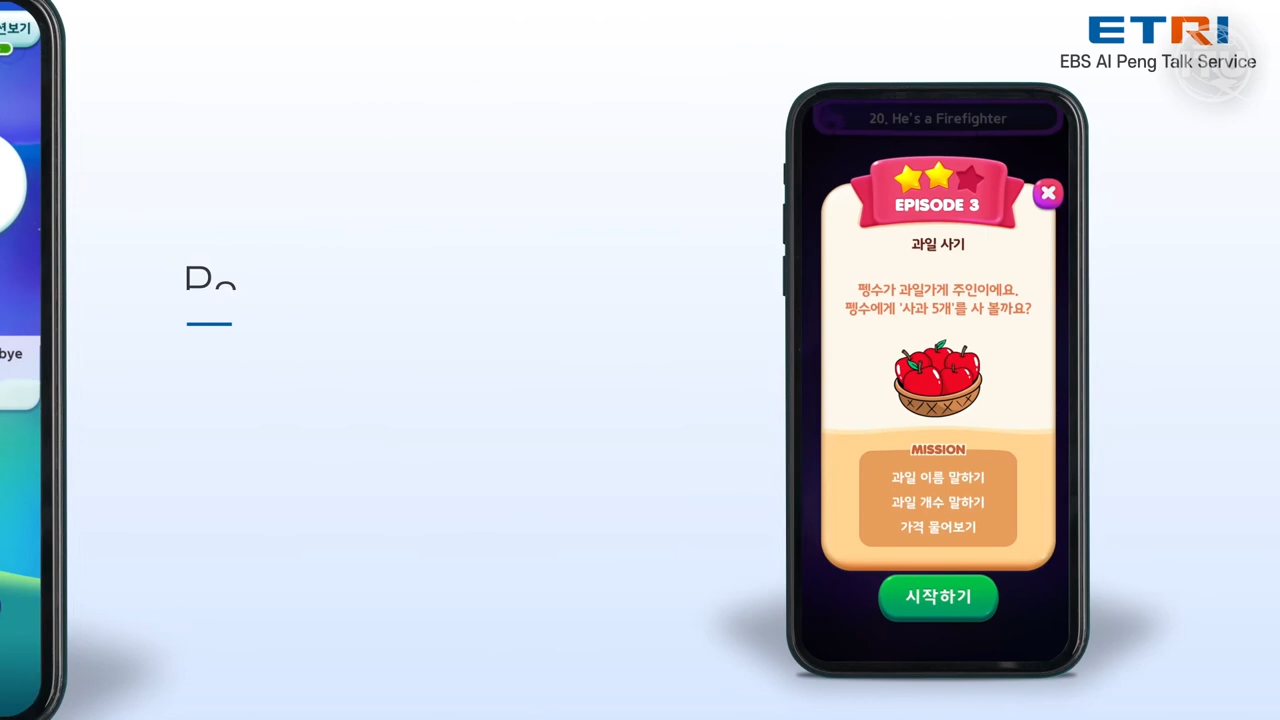 션보기
bye
ETRI
EBS AI Peng Talk Service
20. He's a Firefighter
EPISODE 3
과일 사기
펭수가 과일가게 주인이에요.
펭수에게 '사과 5개'를 사 볼까요?
MISSION
과일 이름 말하기
과일 개수 말하기
가격 물어보기
시작하기